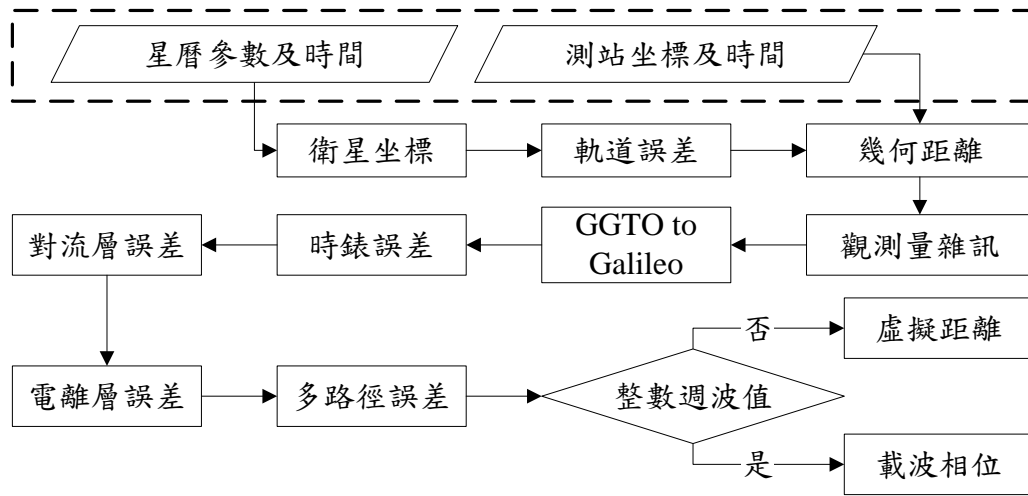 星曆參數及時間
測站坐標及時間
衛星坐標
軌道誤差
幾何距離
對流層誤差
時錶誤差
GGTO to
Galileo
觀測量雜訊
否
虛擬距離
電離層誤差
多路徑誤差
整數週波值
是
載波相位